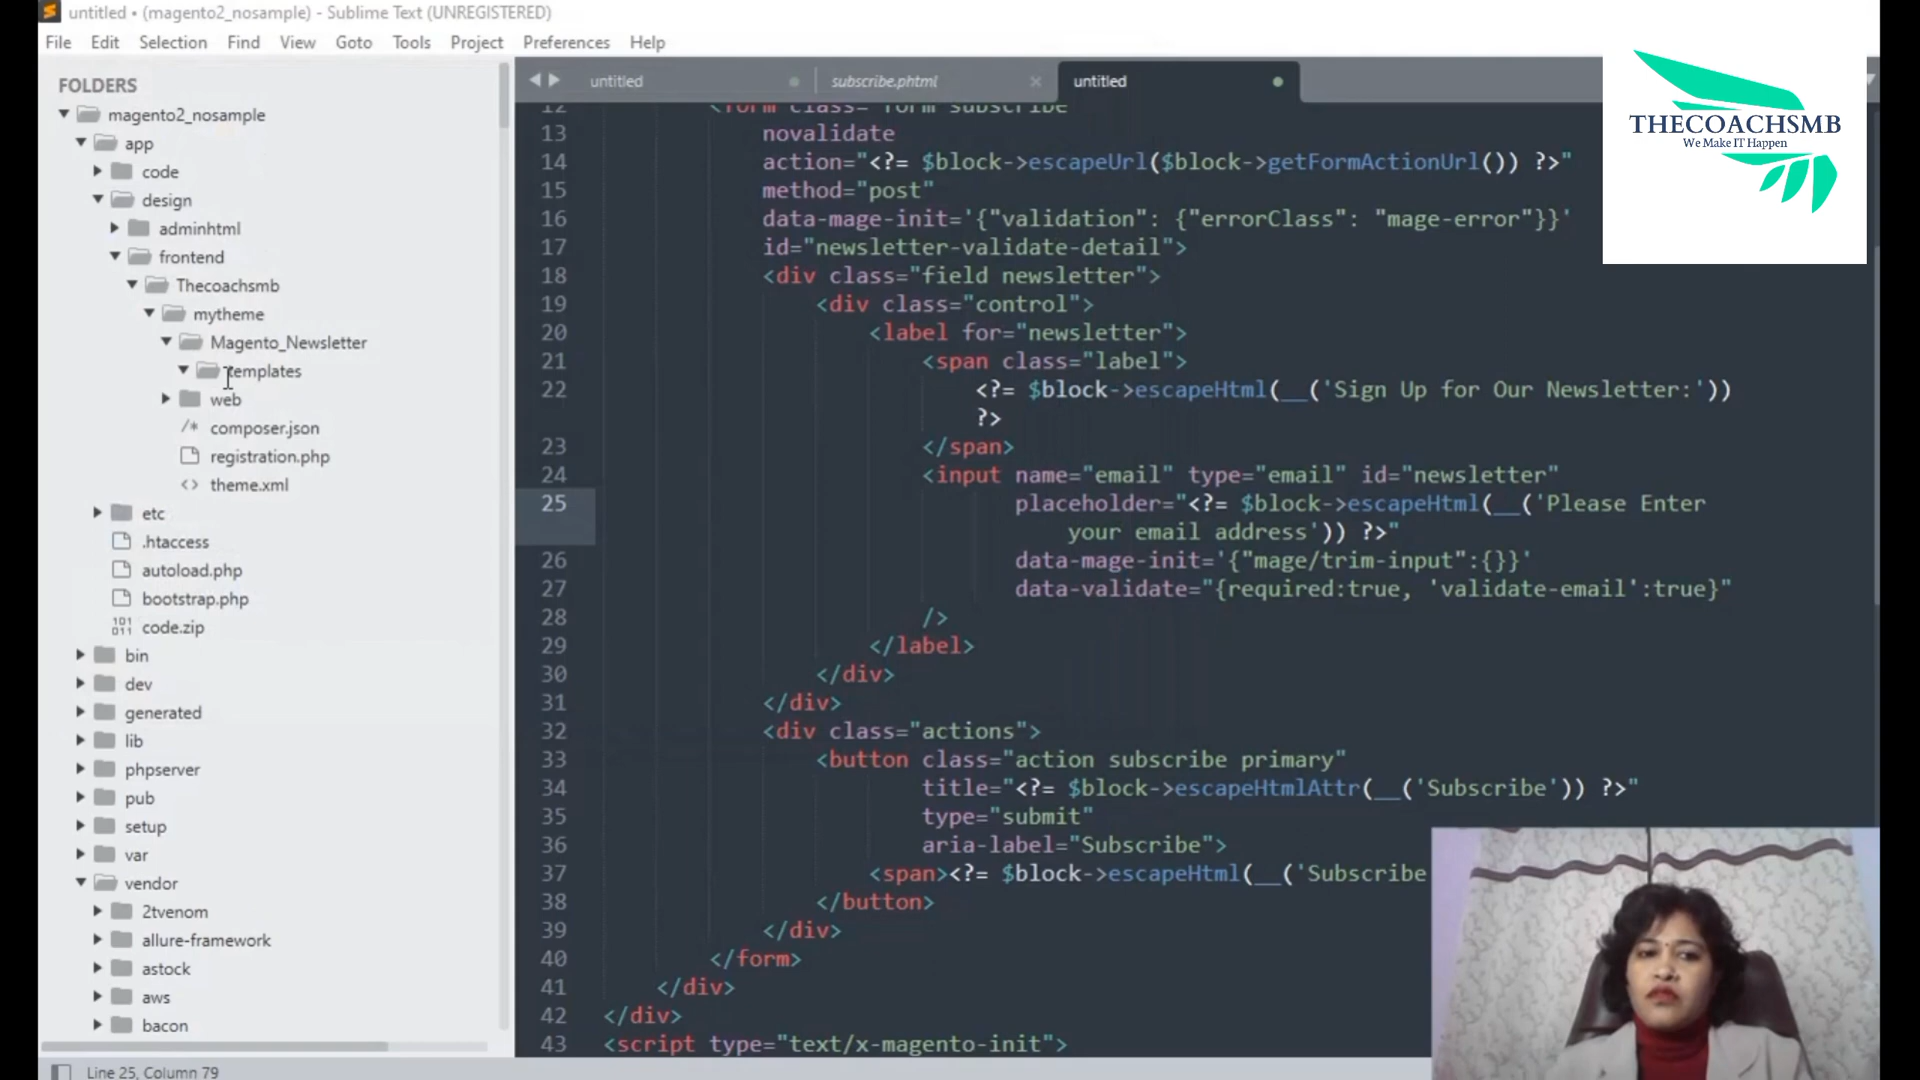 untitled • (magento2_nosample) - Sublime Text (UNREGISTERED)
File Edit Selection Find View Goto Tools Project Preferences Help
FOLDERS
magento2_nosample
app
code
design
adminhtml
frontend
Thecoachsmb
mytheme
Magento_Newsletter
templates
web
/* composer.json
registration.php
<> theme.xml
etc
.htaccess
autoload.php
bootstrap.php
code.zip
bin
dev
generated
lib
phpserver
pub
setup
var
vendor
2tvenom
allure-framework
astock
aws
bacon
untitled subscribe.phtml × untitled
12 <form class="form subscribe"
13 novalidate
14 action="<?= $block->escapeUrl($block->getFormActionUrl()) ?>"
15 method="post"
16 data-mage-init='{"validation": {"errorClass": "mage-error"}}'
17 id="newsletter-validate-detail">
18 <div class="field newsletter">
19 <div class="control">
20 <label for="newsletter">
21 <span class="label">
22 <?= $block->escapeHtml(__('Sign Up for Our Newsletter:'))
?>
23 </span>
24 <input name="email" type="email" id="newsletter"
25 placeholder="<?= $block->escapeHtml(__('Please Enter
your email address')) ?>"
26 data-mage-init='{"mage/trim-input":{}}'
27 data-validate="{required:true, 'validate-email':true}"
28 />
29 </label>
30 </div>
31 </div>
32 <div class="actions">
33 <button class="action subscribe primary"
34 title="<?= $block->escapeHtmlAttr(__('Subscribe')) ?>"
35 type="submit"
36 aria-label="Subscribe">
37 <span><?= $block->escapeHtml(__('Subscribe
38 </button>
39 </div>
40 </form>
41 </div>
42 </div>
43 <script type="text/x-magento-init">
THECOACHSMB
We Make IT Happen
Line 25, Column 79